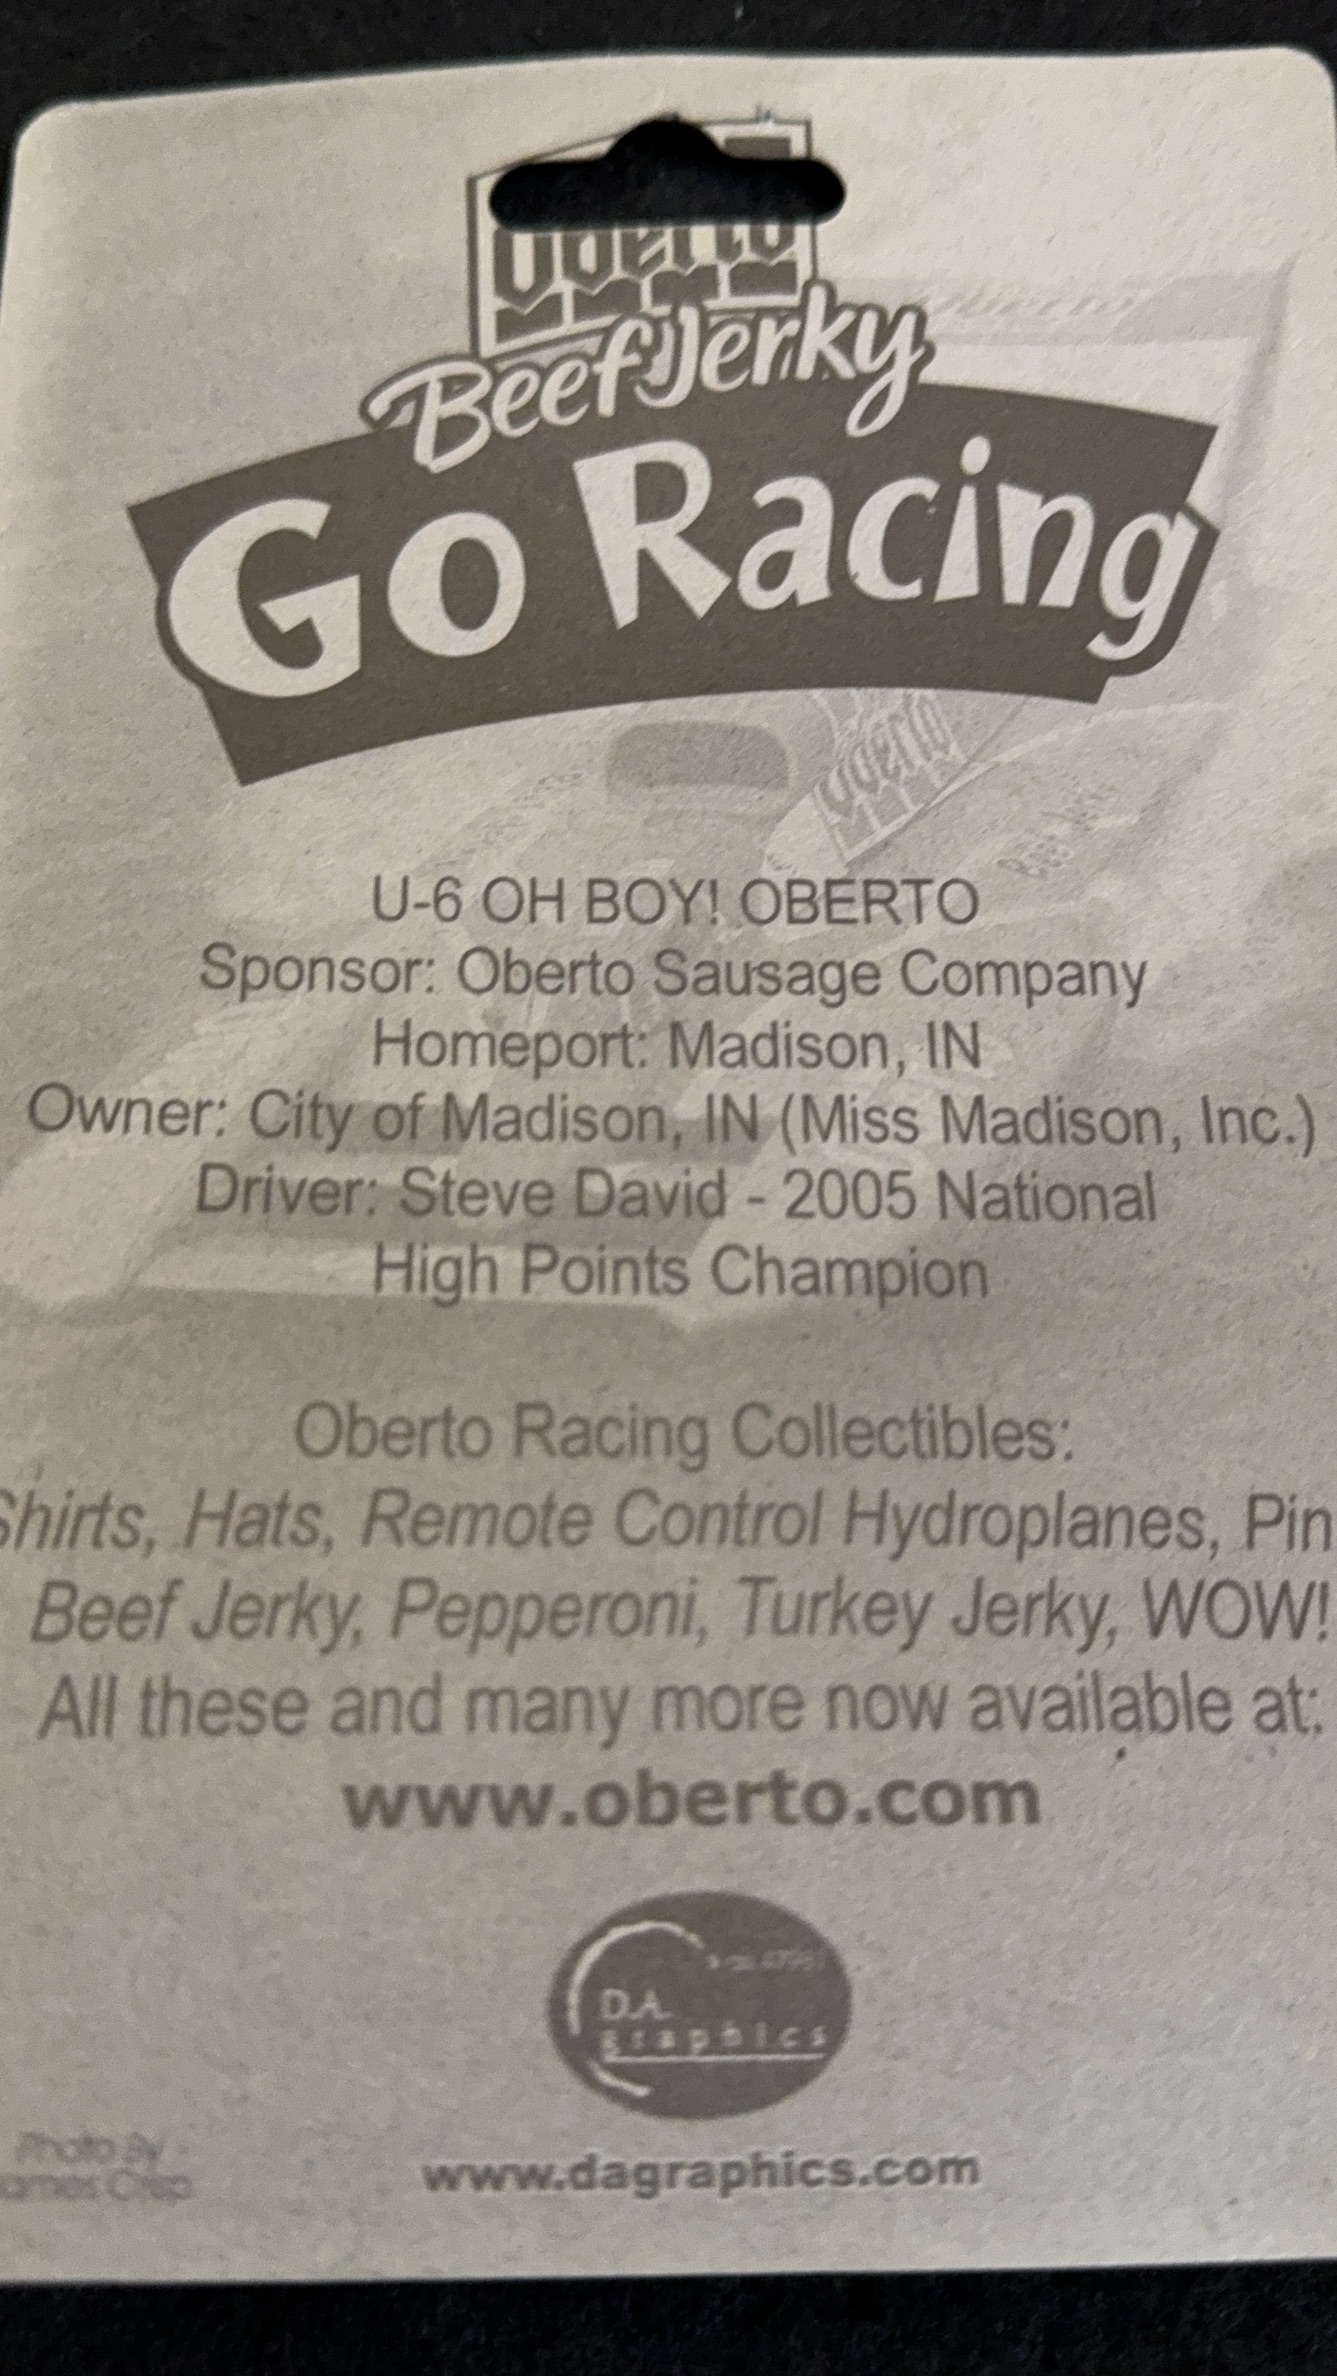 Oberto
Beef Jerky
Go Racing
Oberto
Beef Jerky
U-6 OH BOY! OBERTO
Sponsor: Oberto Sausage Company
Homeport: Madison, IN
Owner: City of Madison, IN (Miss Madison, Inc.)
Driver: Steve David - 2005 National
High Points Champion
Oberto Racing Collectibles:
Shirts, Hats, Remote Control Hydroplanes, Pin
Beef Jerky, Pepperoni, Turkey Jerky, WOW!
All these and many more now available at:
www.oberto.com
D.A.
graphics
Photo By
www.dagraphics.com